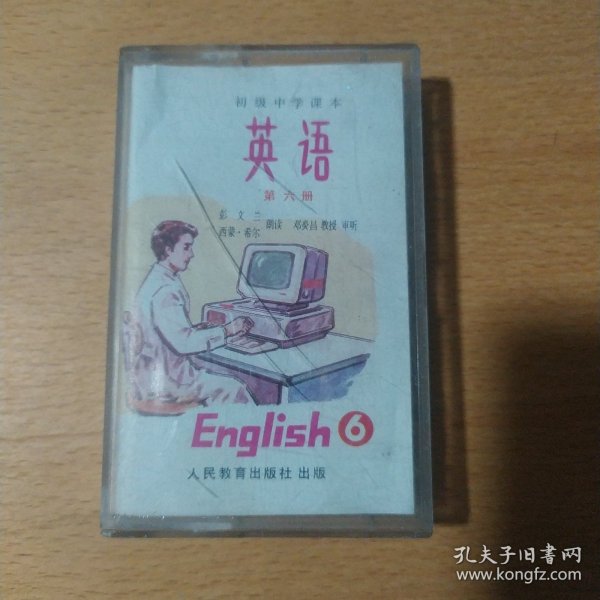 初级中学课本
英语
第六册
彭文兰
西蒙·希尔 朗读 邓炎昌 教授 审听
English 6
人民教育出版社 出版
孔夫子旧书网
www.kongfz.com